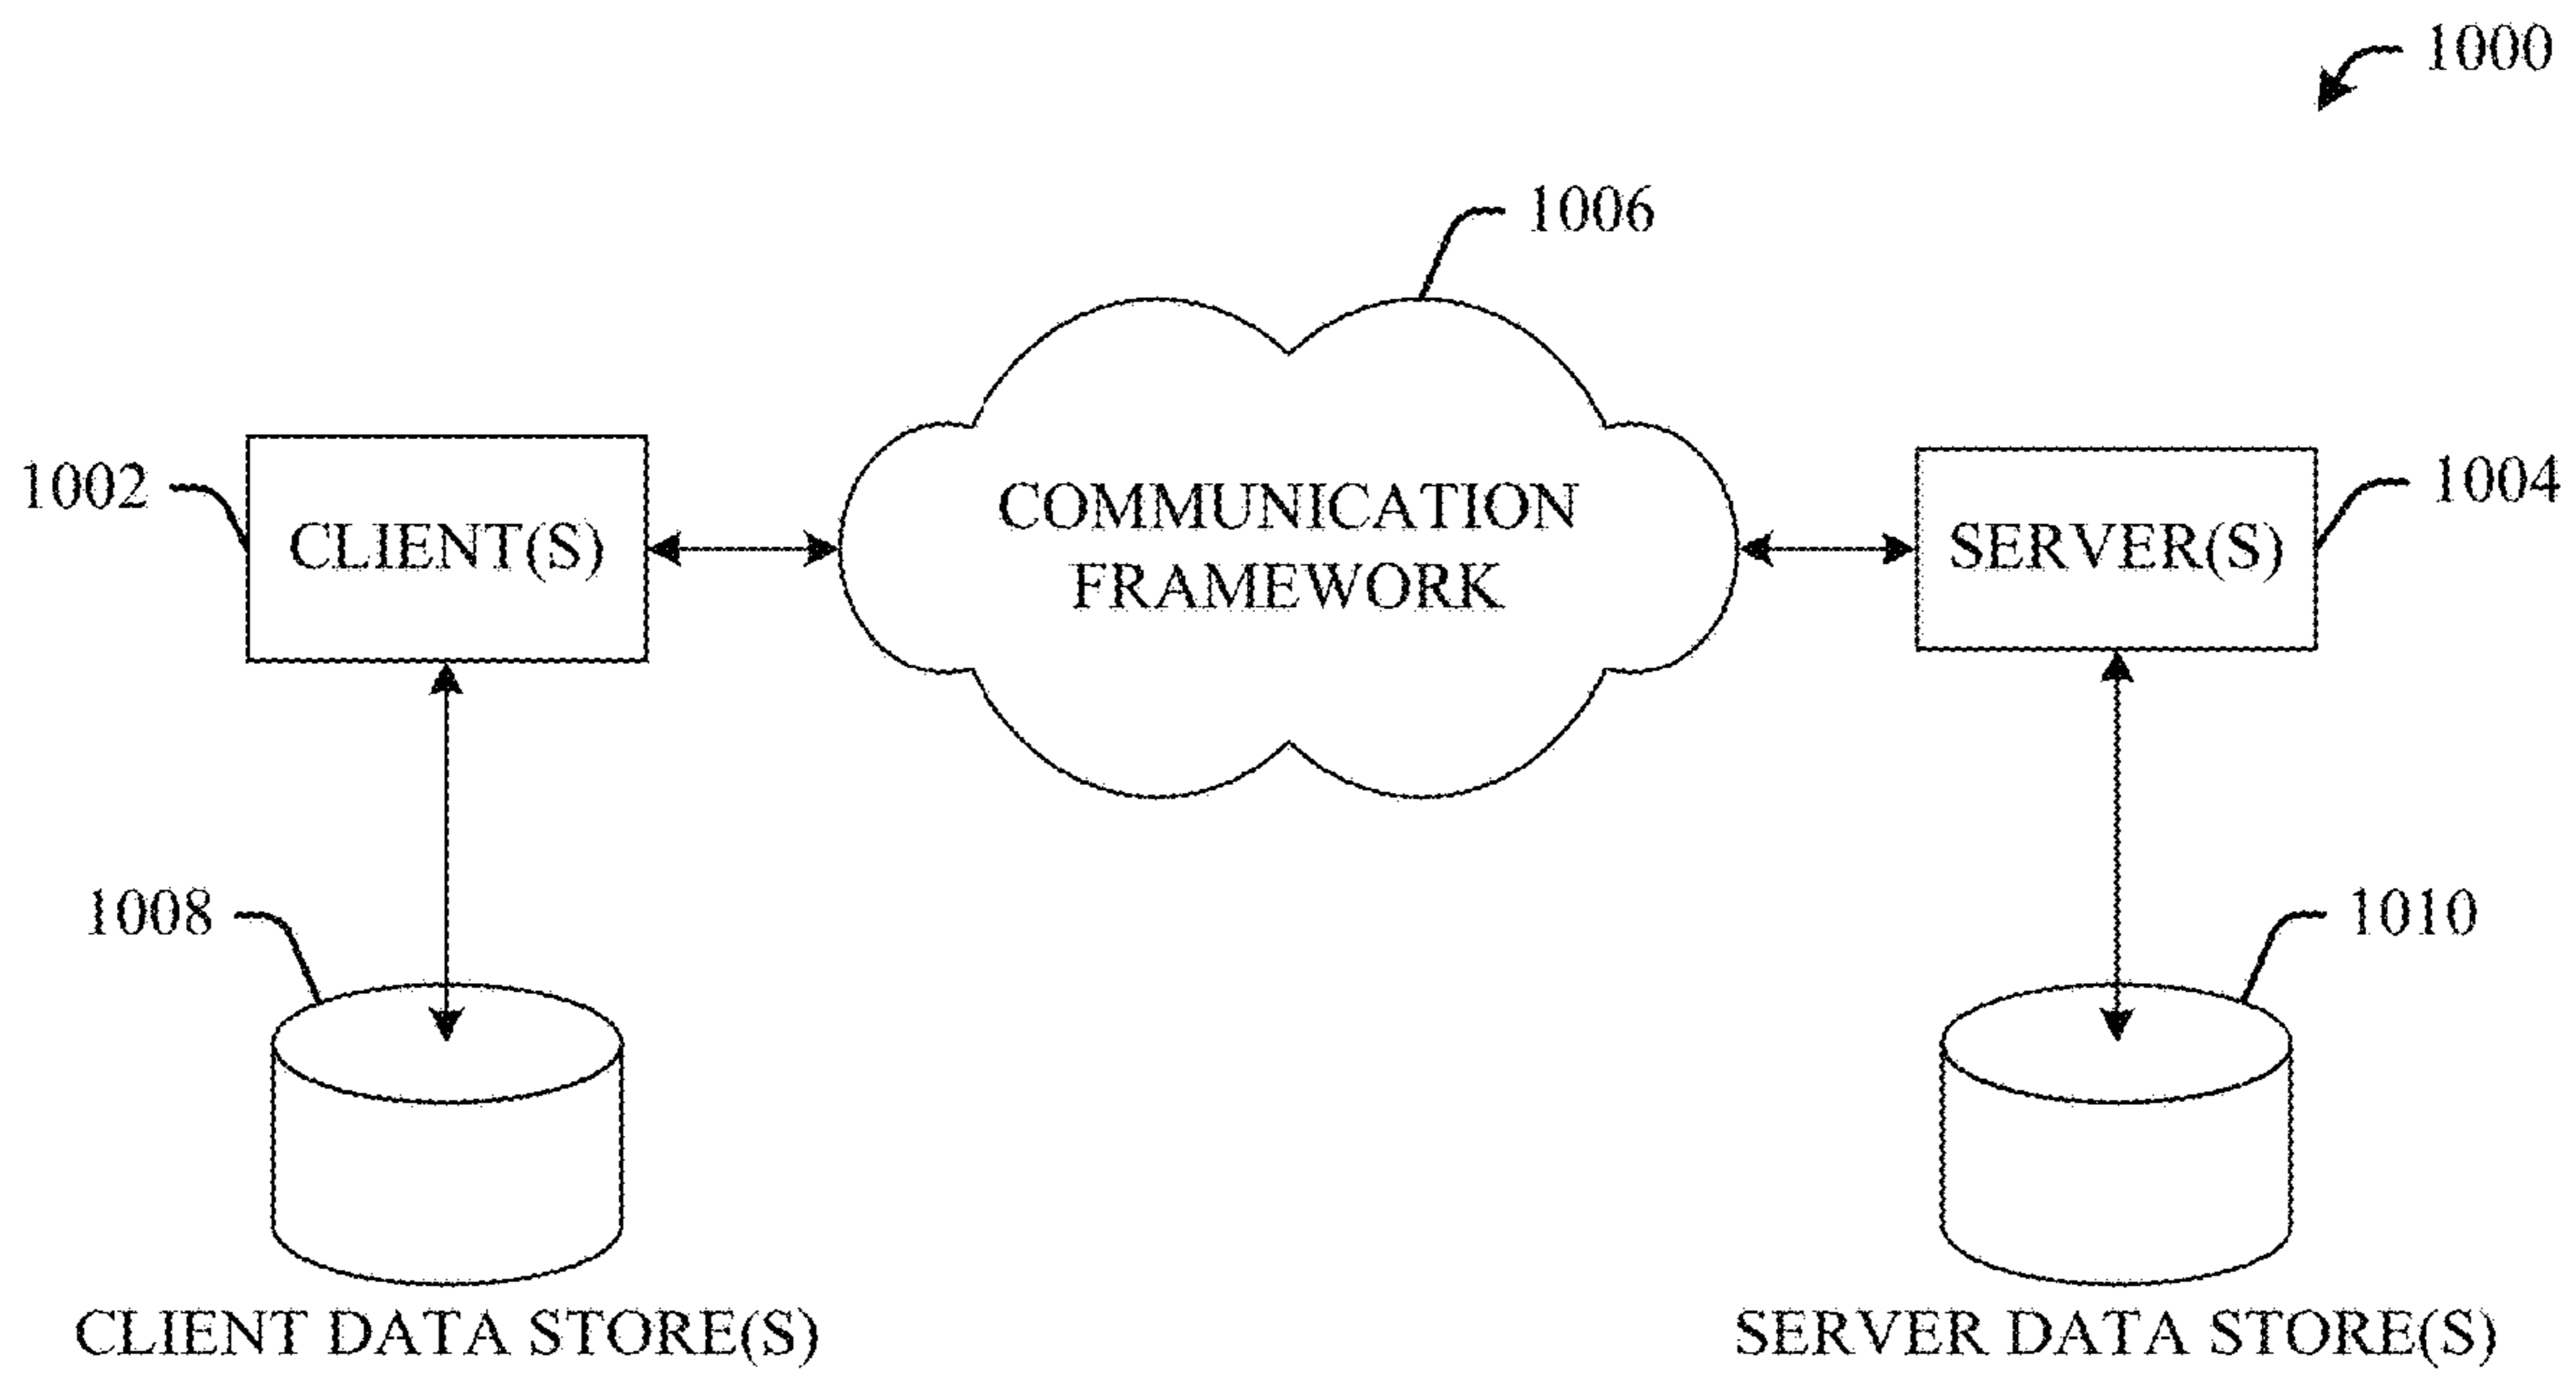 1000
1006
1002
CLIENT(S)
COMMUNICATION
FRAMEWORK
SERVER(S)
1004
1008
1010
CLIENT DATA STORE(S)
SERVER DATA STORE(S)